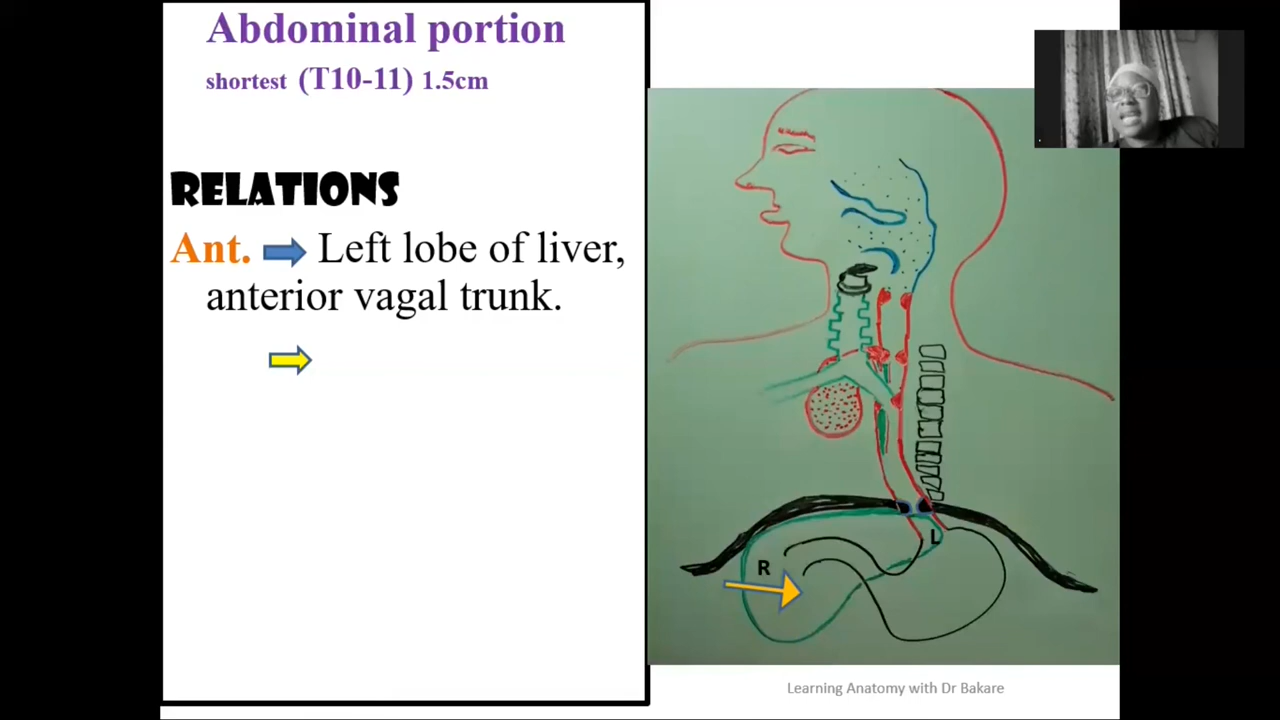 Abdominal portion
shortest (T10-11) 1.5cm
RELATIONS
Ant. Left lobe of liver,
anterior vagal trunk.
L
R
Learning Anatomy with Dr Bakare